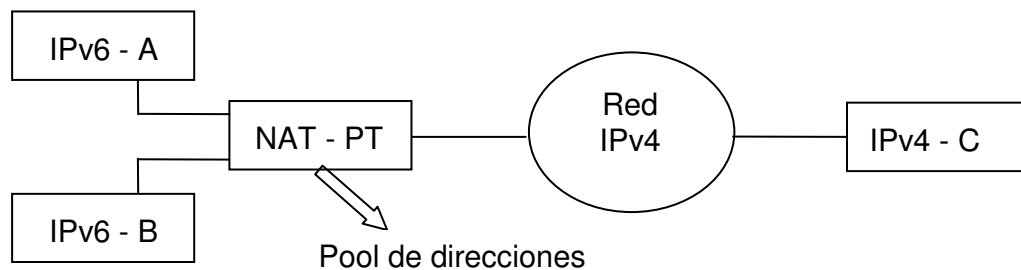 IPv6 - A
NAT - PT
Red
IPv4
IPv4 - C
IPv6 - B
Pool de direcciones